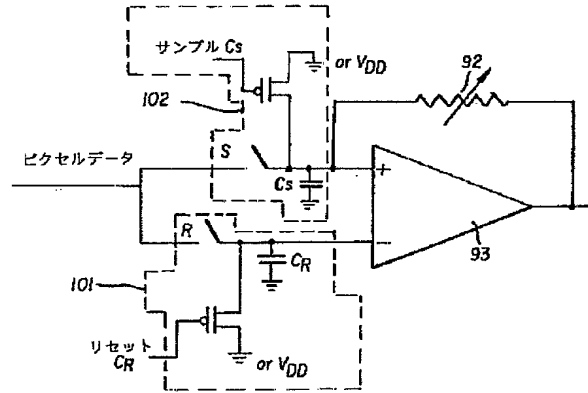 サンプル Cs
or VDD
92
102
ピクセルデータ
S
Cs
+
R
CR
−
93
101
リセット
CR
or VDD